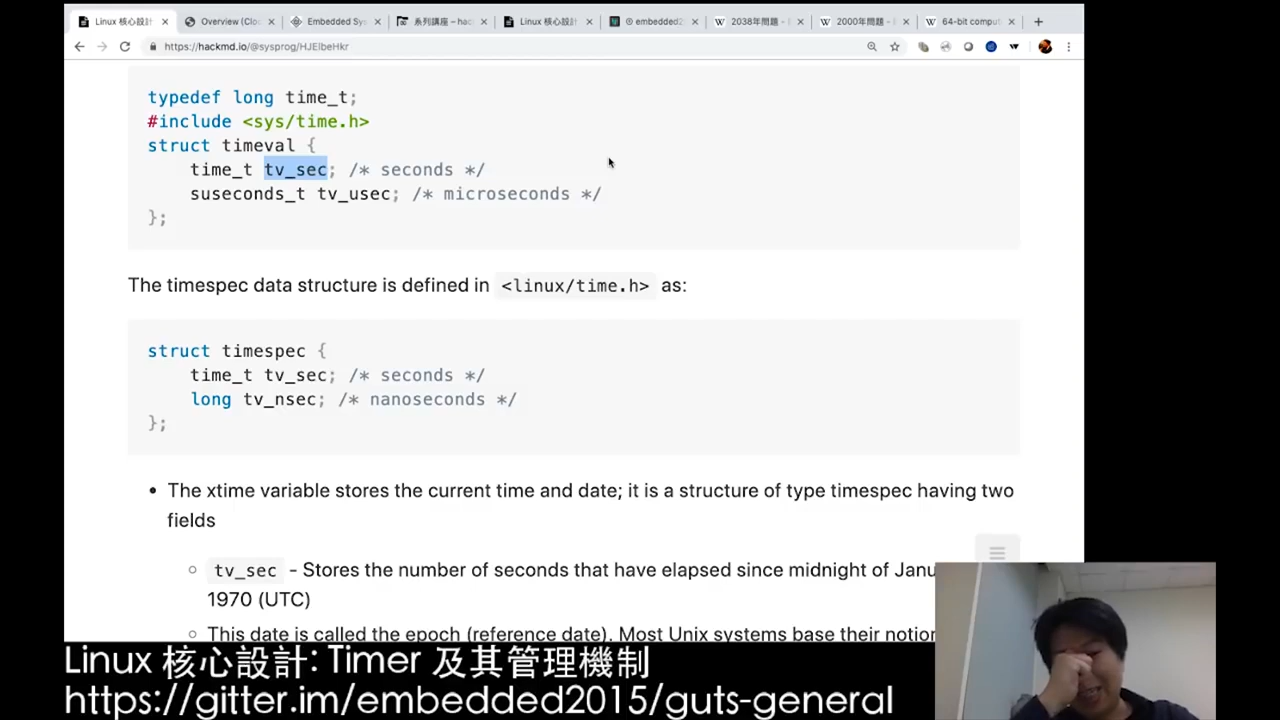 Linux 核心設計
Overview (Cloc
Embedded Sys
系列講座 – hac
Linux 核心設計
embedded2
2038年問題 -
2000年問題 -
64-bit comput
https://hackmd.io/@sysprog/HJElbeHkr
typedef long time_t;
#include <sys/time.h>
struct timeval {
time_t tv_sec; /* seconds */
suseconds_t tv_usec; /* microseconds */
};
The timespec data structure is defined in <linux/time.h> as:
struct timespec {
time_t tv_sec; /* seconds */
long tv_nsec; /* nanoseconds */
};
• The xtime variable stores the current time and date; it is a structure of type timespec having two
fields
tv_sec - Stores the number of seconds that have elapsed since midnight of Janu
1970 (UTC)
This date is called the epoch (reference date). Most Unix systems base their notion
Linux 核心設計: Timer 及其管理機制
https://gitter.im/embedded2015/guts-general